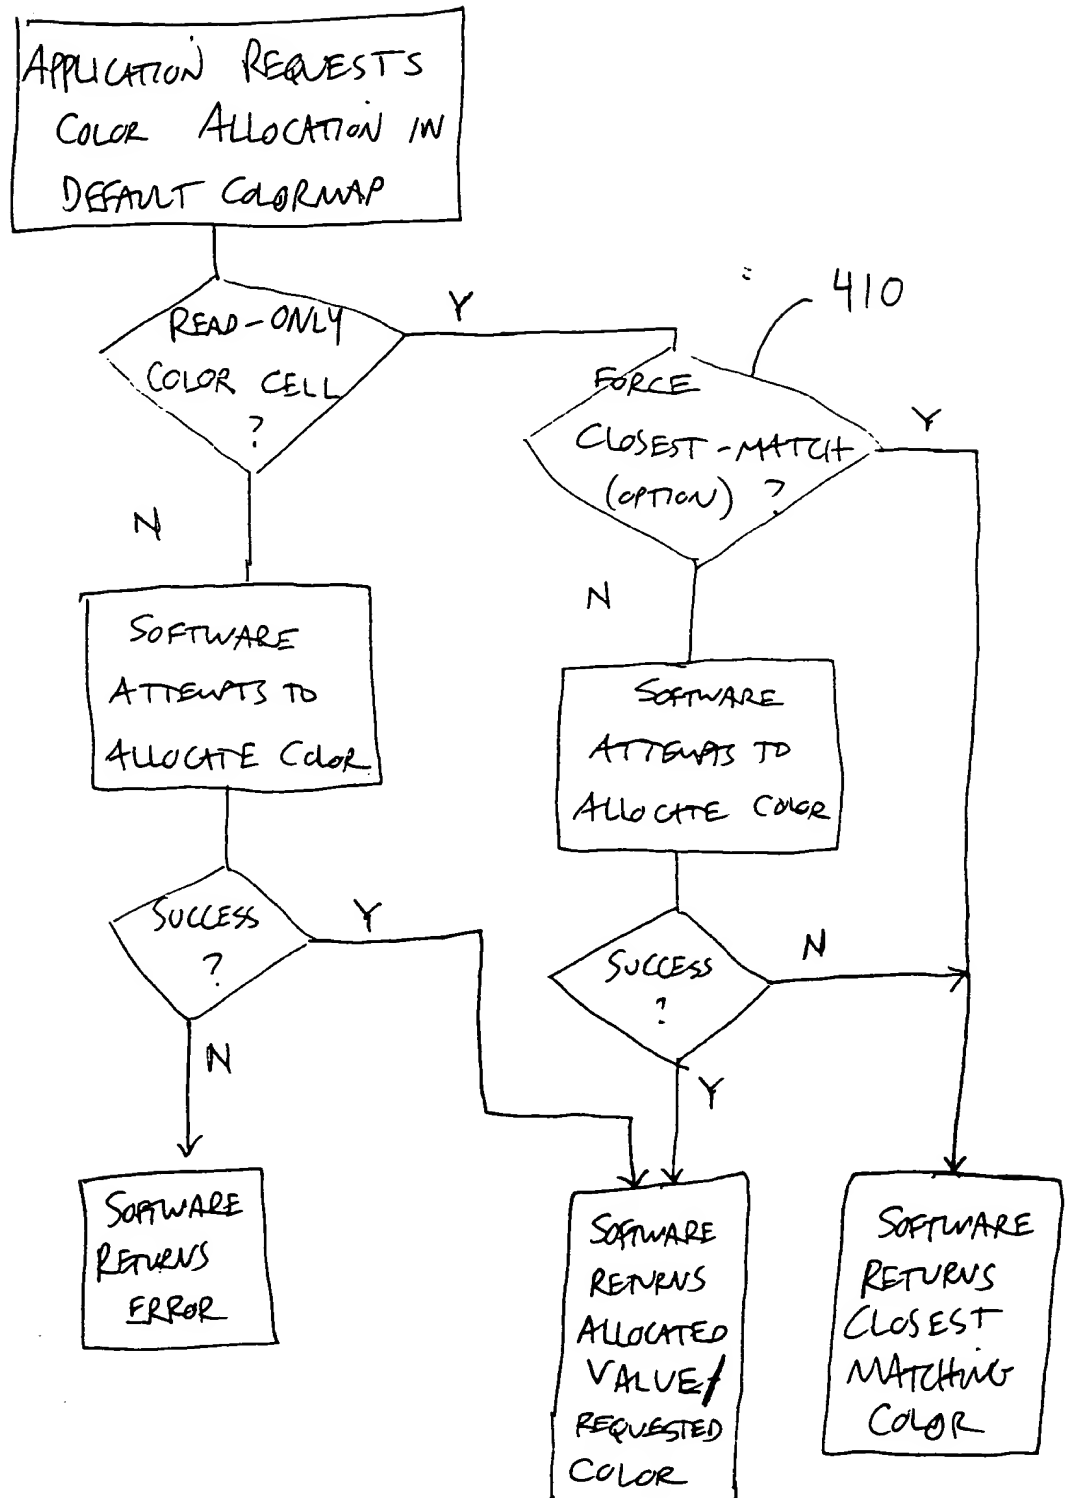 APPLICATION REQUESTS
COLOR ALLOCATION IN
DEFAULT COLORMAP
410
Y
READ-ONLY
COLOR CELL
?
FORCE
CLOSEST-MATCH
(OPTION) ?
Y
N
N
SOFTWARE
ATTEMPTS TO
ALLOCATE COLOR
SOFTWARE
ATTEMPTS TO
ALLOCATE COLOR
SUCCESS
?
Y
SUCCESS
?
N
N
Y
SOFTWARE
RETURNS
ERROR
SOFTWARE
RETURNS
ALLOCATED
VALUE/
REQUESTED
COLOR
SOFTWARE
RETURNS
CLOSEST
MATCHING
COLOR